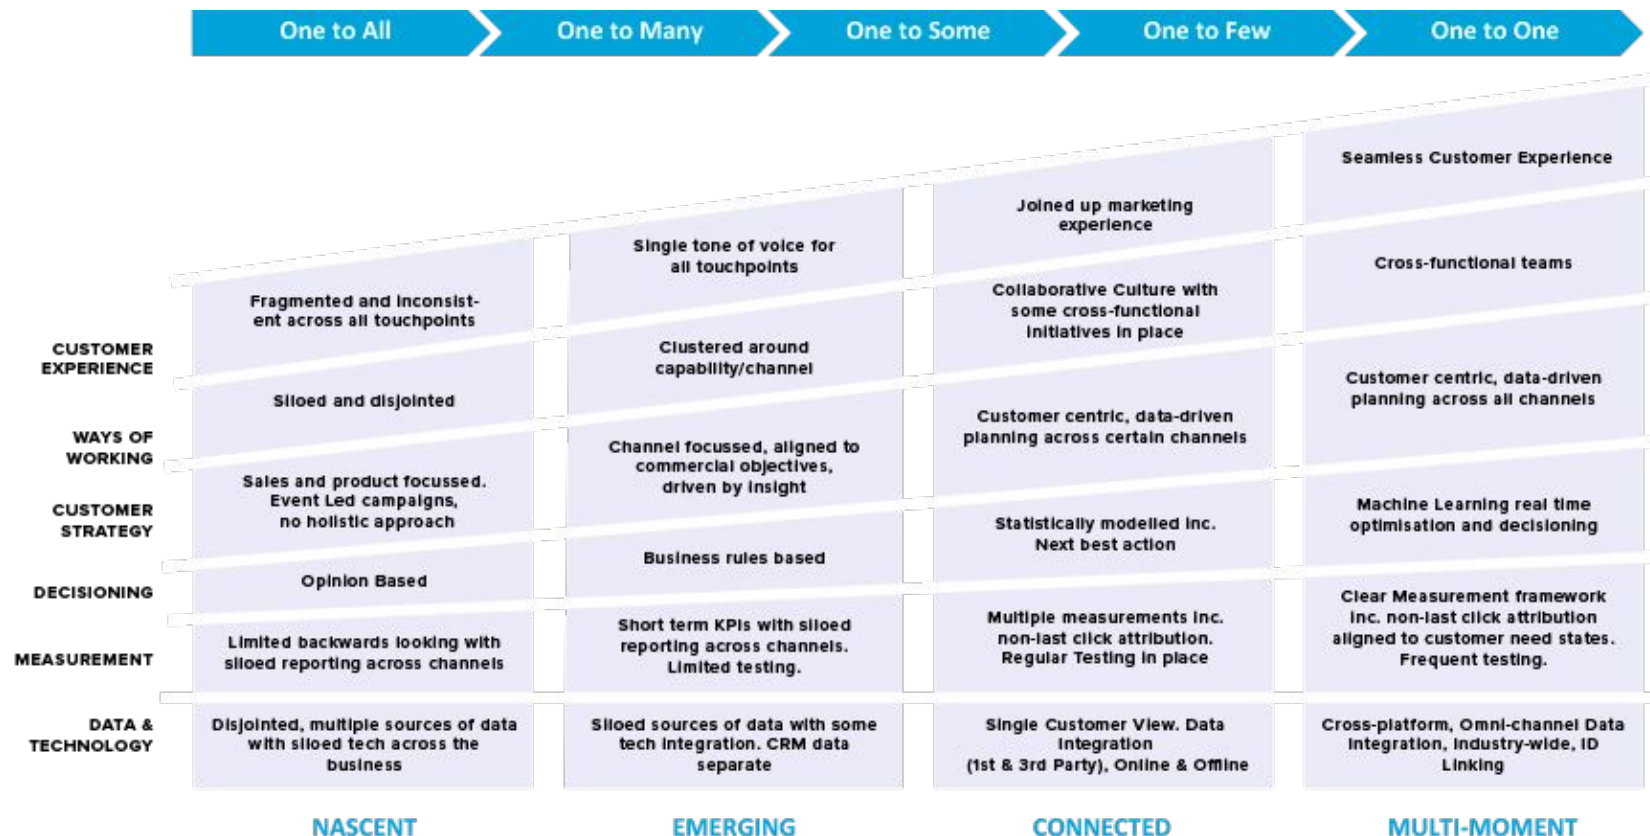 One to All
One to Many
One to Some
One to Few
One to One
CUSTOMER
EXPERIENCE
Fragmented and inconsist-
ent across all touchpoints
Single tone of voice for
all touchpoints
Joined up marketing
experience
Seamless Customer Experience
WAYS OF
WORKING
Siloed and disjointed
Clustered around
capability/channel
Collaborative Culture with
some cross-functional
initiatives in place
Cross-functional teams
CUSTOMER
STRATEGY
Sales and product focussed.
Event Led campaigns,
no holistic approach
Channel focussed, aligned to
commercial objectives,
driven by insight
Customer centric, data-driven
planning across certain channels
Customer centric, data-driven
planning across all channels
DECISIONING
Opinion Based
Business rules based
Statistically modelled inc.
Next best action
Machine Learning real time
optimisation and decisioning
MEASUREMENT
Limited backwards looking with
siloed reporting across channels
Short term KPIs with siloed
reporting across channels.
Limited testing.
Multiple measurements inc.
non-last click attribution.
Regular Testing in place
Clear Measurement framework
inc. non-last click attribution
aligned to customer need states.
Frequent testing.
DATA &
TECHNOLOGY
Disjointed, multiple sources of data
with siloed tech across the
business
Siloed sources of data with some
tech integration. CRM data
separate
Single Customer View. Data
Integration
(1st & 3rd Party), Online & Offline
Cross-platform, Omni-channel Data
Integration, Industry-wide, ID
Linking
NASCENT
EMERGING
CONNECTED
MULTI-MOMENT